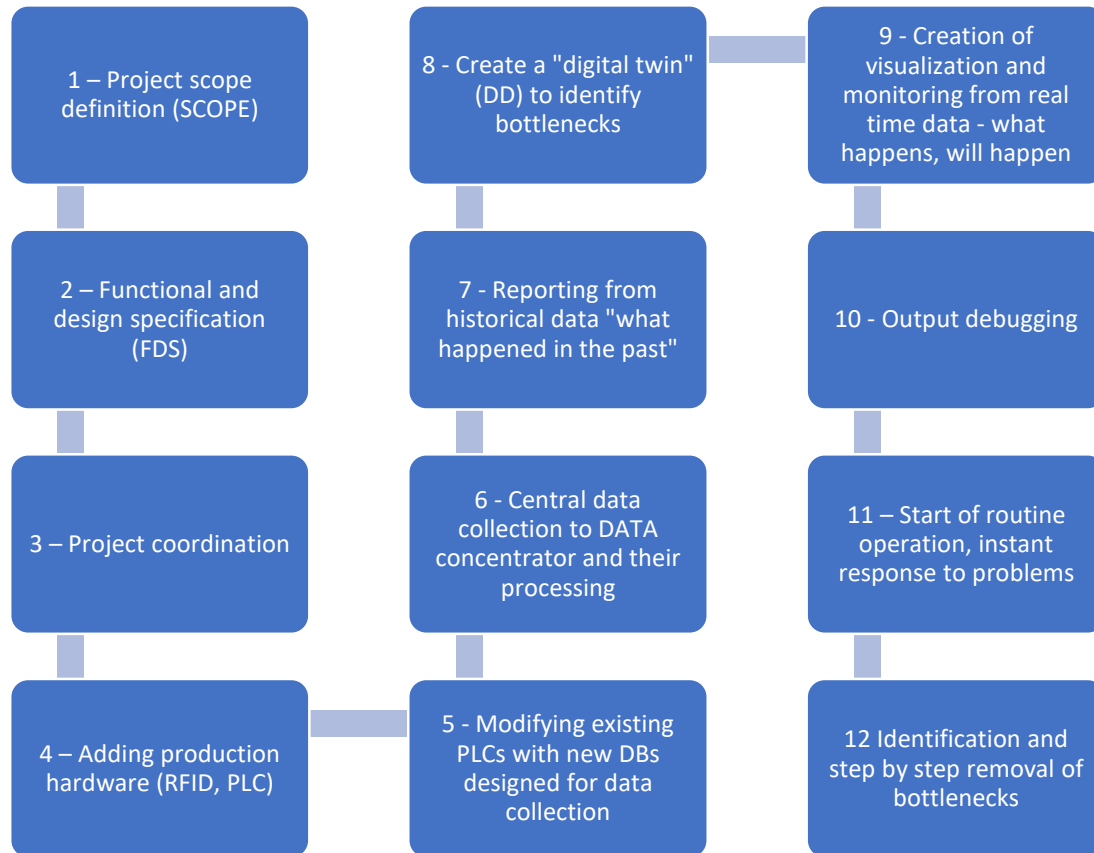 1 – Project scope
definition (SCOPE)
2 – Functional and
design specification
(FDS)
3 – Project coordination
4 – Adding production
hardware (RFID, PLC)
5 - Modifying existing
PLCs with new DBs
designed for data
collection
6 - Central data
collection to DATA
concentrator and their
processing
7 - Reporting from
historical data "what
happened in the past"
8 - Create a "digital twin"
(DD) to identify
bottlenecks
9 - Creation of
visualization and
monitoring from real
time data - what
happens, will happen
10 - Output debugging
11 – Start of routine
operation, instant
response to problems
12 Identification and
step by step removal of
bottlenecks